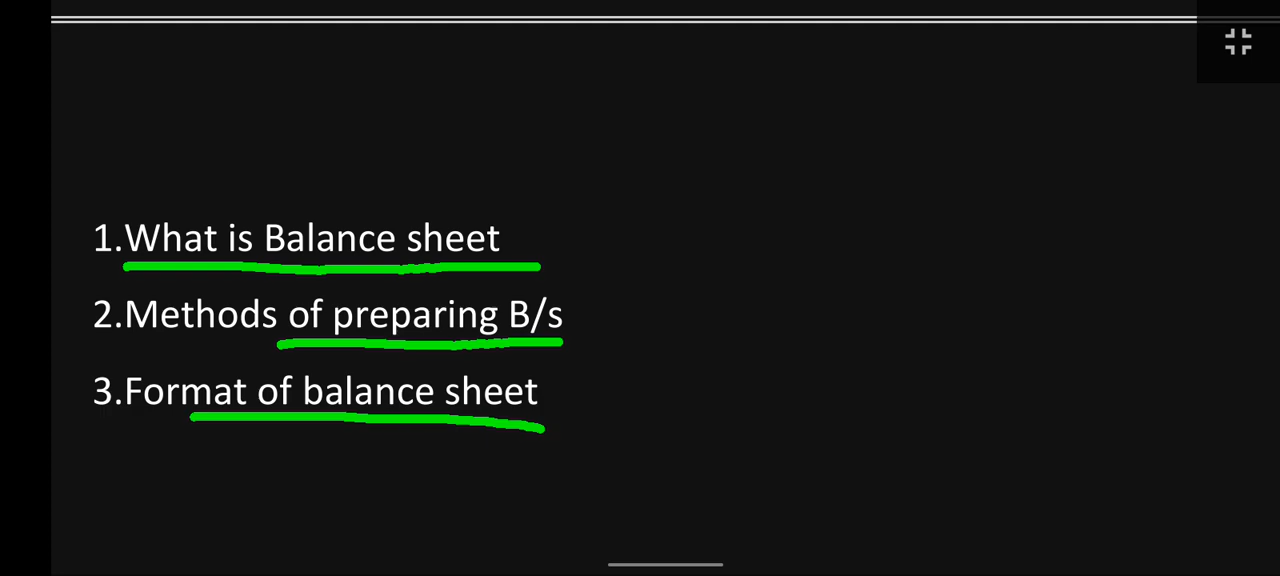 1.What is Balance sheet
2.Methods of preparing B/s
3.Format of balance sheet